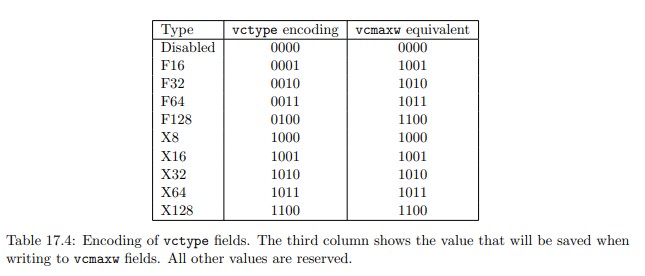 Type vctype encoding vcmaxw equivalent
Disabled 0000 0000
F16 0001 1001
F32 0010 1010
F64 0011 1011
F128 0100 1100
X8 1000 1000
X16 1001 1001
X32 1010 1010
X64 1011 1011
X128 1100 1100
Table 17.4: Encoding of vctype fields. The third column shows the value that will be saved when
writing to vcmaxw fields. All other values are reserved.